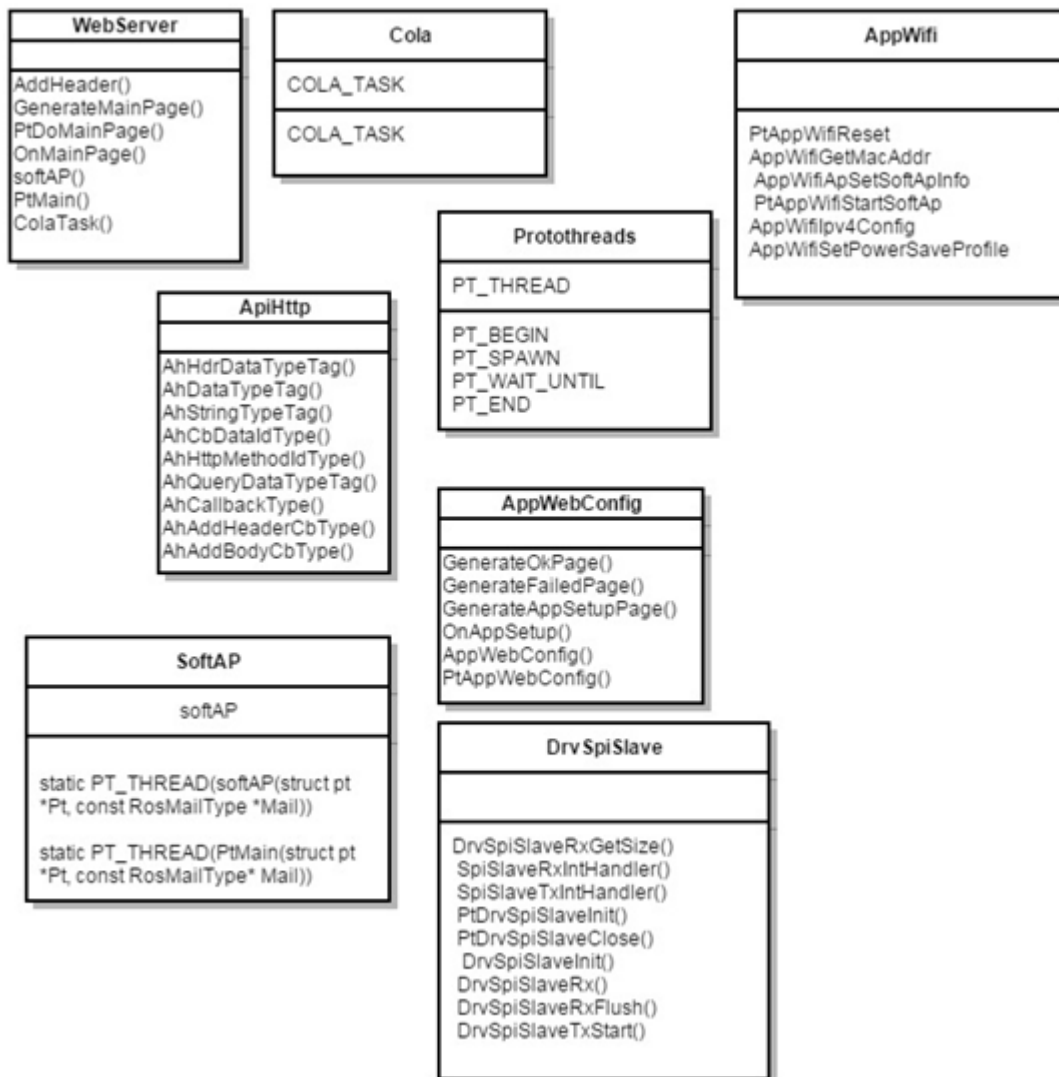 WebServer
AddHeader()
GenerateMainPage()
PtDoMainPage()
OnMainPage()
softAP()
PtMain()
ColaTask()
Cola
COLA_TASK
COLA_TASK
AppWifi
PtAppWifiReset
AppWifiGetMacAddr
AppWifiApSetSoftApInfo
PtAppWifiStartSoftAp
AppWifiIpv4Config
AppWifiSetPowerSaveProfile
Protothreads
PT_THREAD
PT_BEGIN
PT_SPAWN
PT_WAIT_UNTIL
PT_END
ApiHttp
AhHdrDataTypeTag()
AhDataTypeTag()
AhStringTypeTag()
AhCbDataIdType()
AhHttpMethodIdType()
AhQueryDataTypeTag()
AhCallbackType()
AhAddHeaderCbType()
AhAddBodyCbType()
AppWebConfig
GenerateOkPage()
GenerateFailedPage()
GenerateAppSetupPage()
OnAppSetup()
AppWebConfig()
PtAppWebConfig()
SoftAP
softAP
static PT_THREAD(softAP(struct pt
*Pt, const RosMailType *Mail))
static PT_THREAD(PtMain(struct pt
*Pt, const RosMailType* Mail))
DrvSpiSlave
DrvSpiSlaveRxGetSize()
SpiSlaveRxIntHandler()
SpiSlaveTxIntHandler()
PtDrvSpiSlaveInit()
PtDrvSpiSlaveClose()
DrvSpiSlaveInit()
DrvSpiSlaveRx()
DrvSpiSlaveRxFlush()
DrvSpiSlaveTxStart()